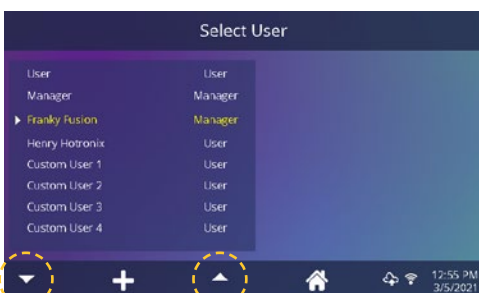 Select User
User User
Manager Manager
Franky Fusion Manager
Henry Hotronix User
Custom User 1 User
Custom User 2 User
Custom User 3 User
Custom User 4 User
12:55 PM
3/5/2021